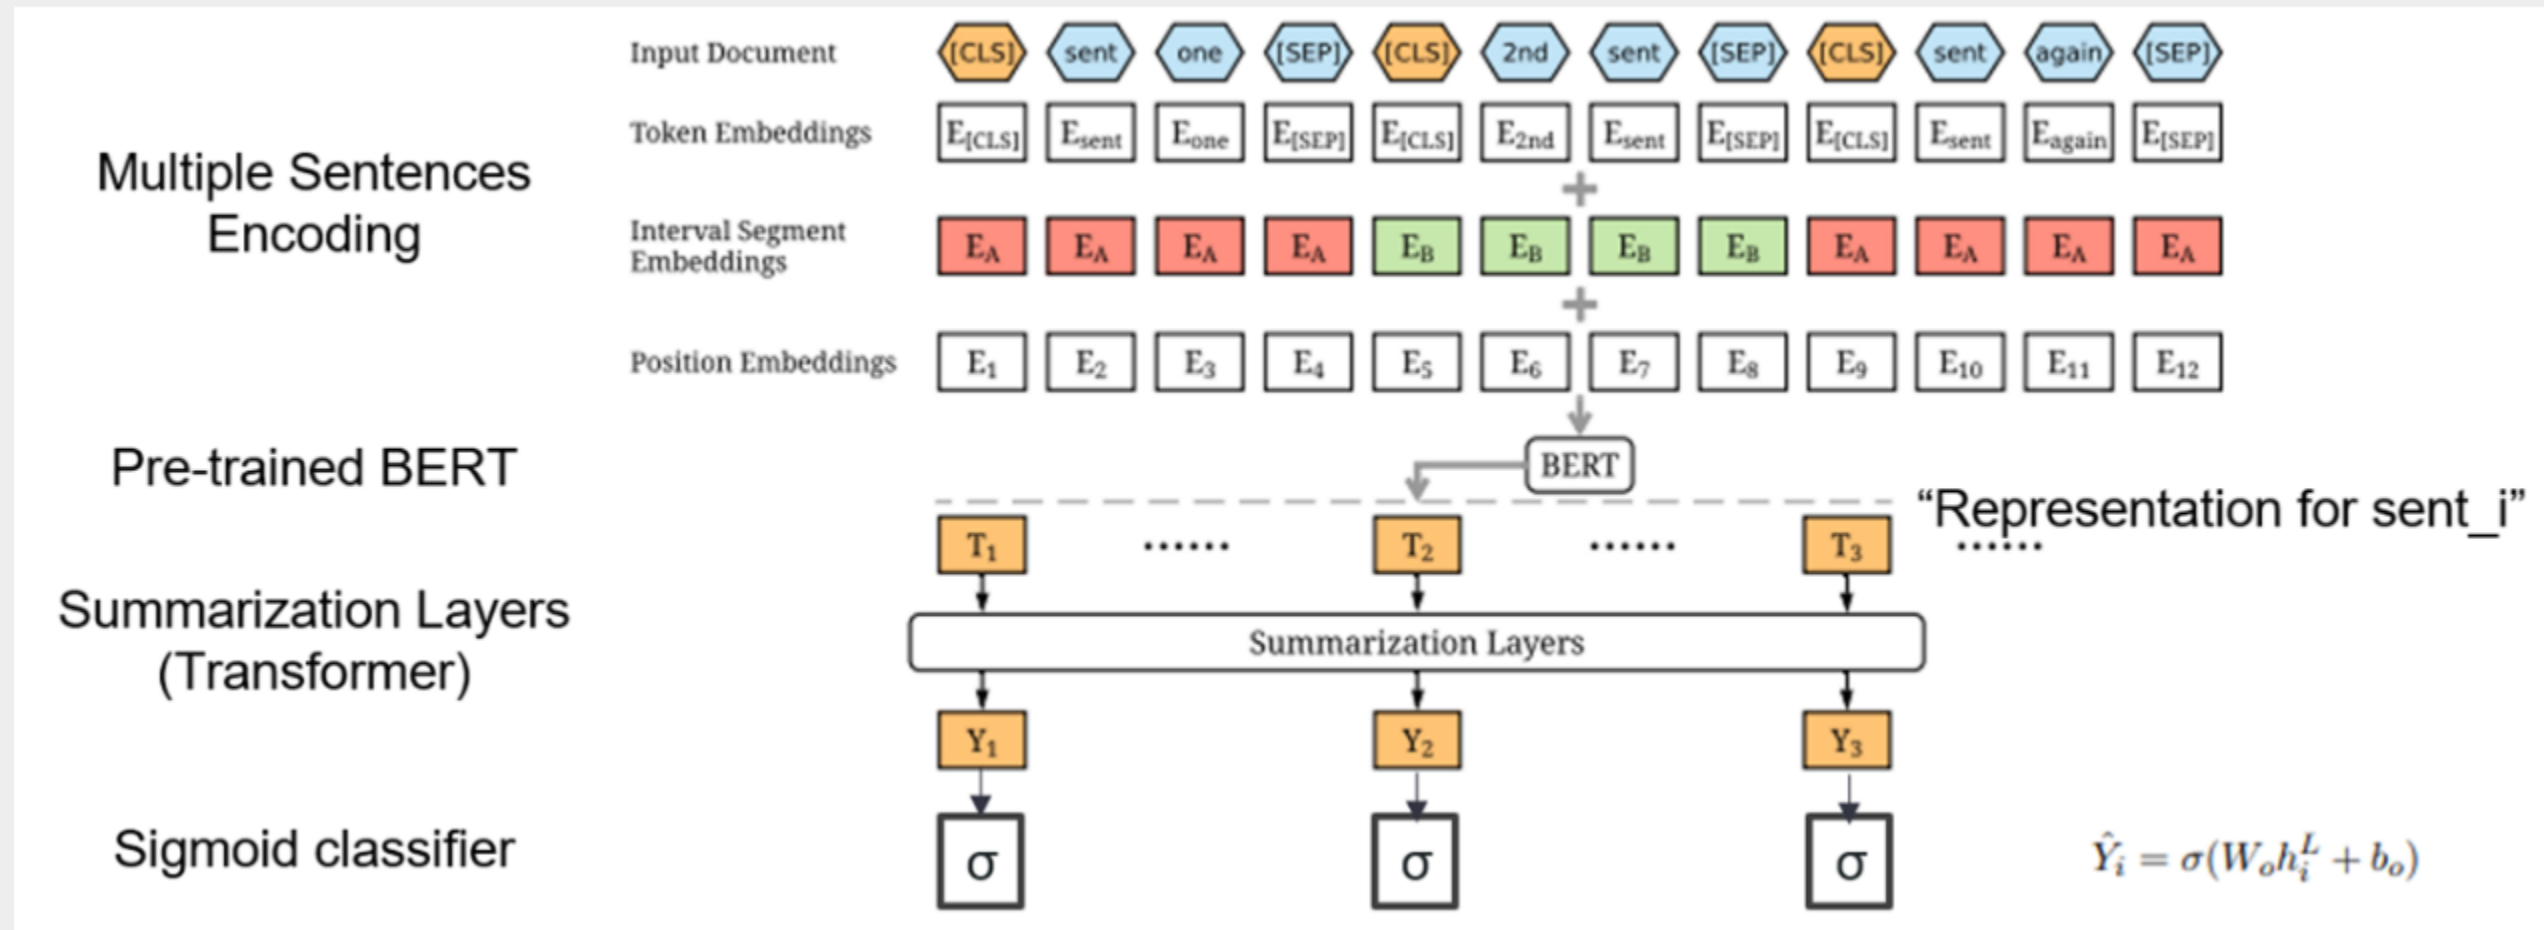 Input Document [CLS] sent one [SEP] [CLS] 2nd sent [SEP] [CLS] sent again [SEP]
Token Embeddings E[CLS] Esent Eone E[SEP] E[CLS] E2nd Esent E[SEP] E[CLS] Esent Eagain E[SEP]
Multiple Sentences
Encoding
+
Interval Segment
Embeddings
EA EA EA EA EB EB EB EB EA EA EA EA
+
Position Embeddings E1 E2 E3 E4 E5 E6 E7 E8 E9 E10 E11 E12
Pre-trained BERT
BERT
“Representation for sent_i”
T1 ...... T2 ...... T3 ......
Summarization Layers
(Transformer)
Summarization Layers
Y1 Y2 Y3
Sigmoid classifier
σ σ σ
Ŷi = σ(Wo hi^L + bo)